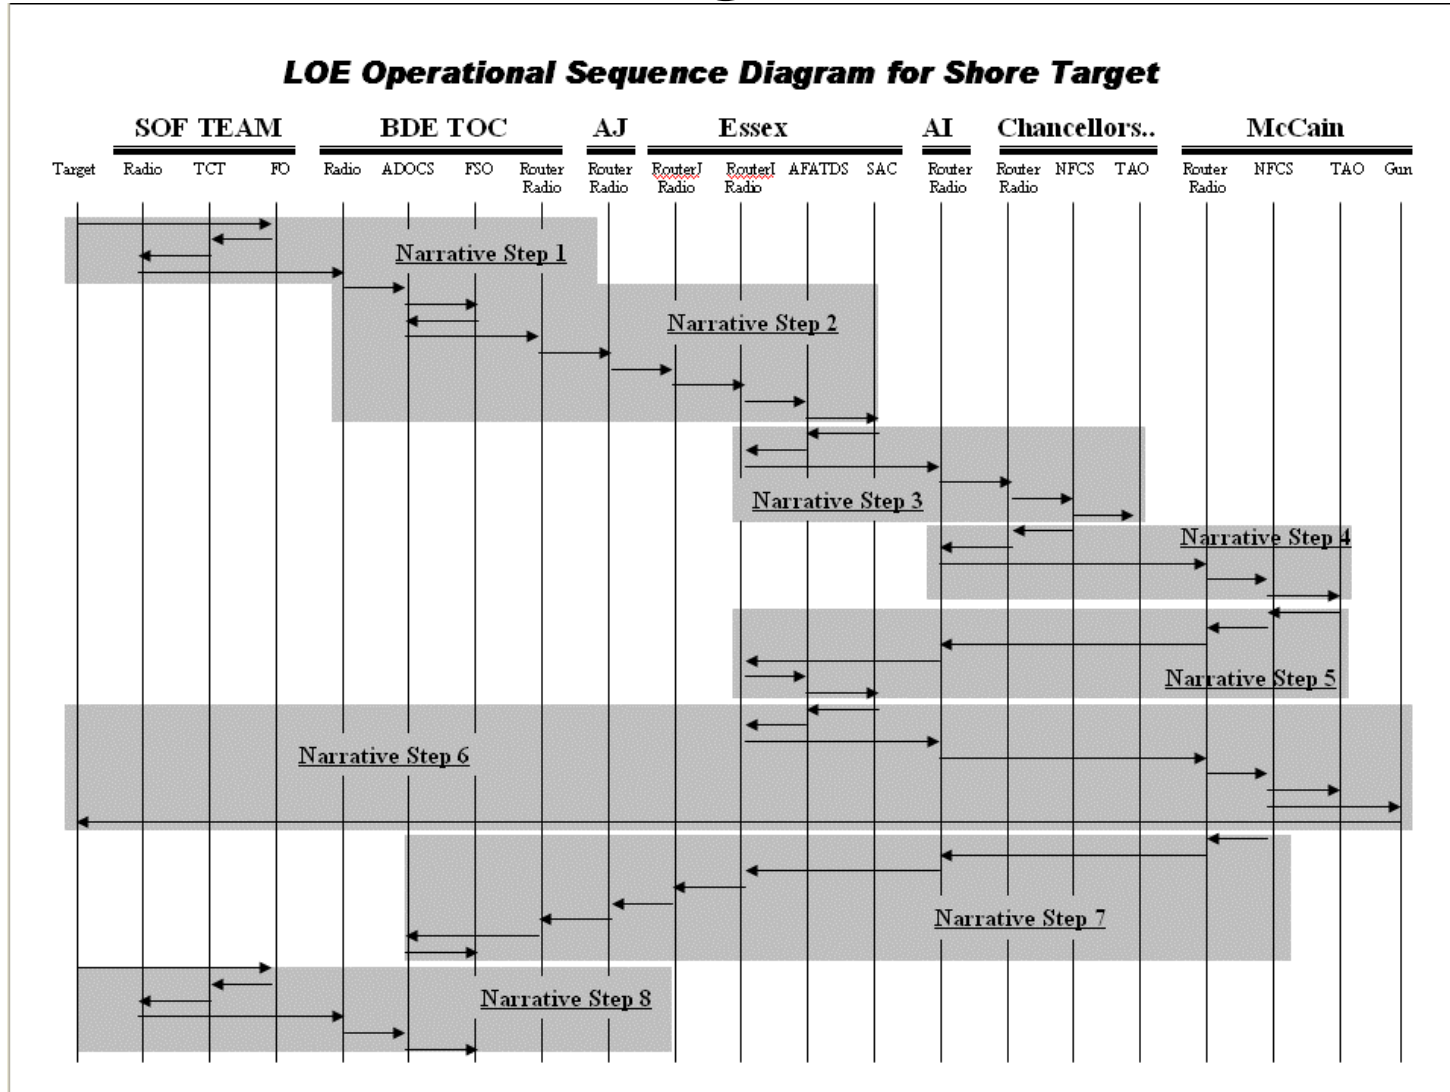 LOE Operational Sequence Diagram for Shore Target
SOF TEAM BDE TOC AJ Essex AI Chancellors.. McCain
Target Radio TCT FO Radio ADOCS FSO Router Radio Router Radio RouterJ Radio RouterI Radio AFATDS SAC Router Radio Router Radio NFCS TAO Router Radio NFCS TAO Gun
Narrative Step 1
Narrative Step 2
Narrative Step 3
Narrative Step 4
Narrative Step 5
Narrative Step 6
Narrative Step 7
Narrative Step 8